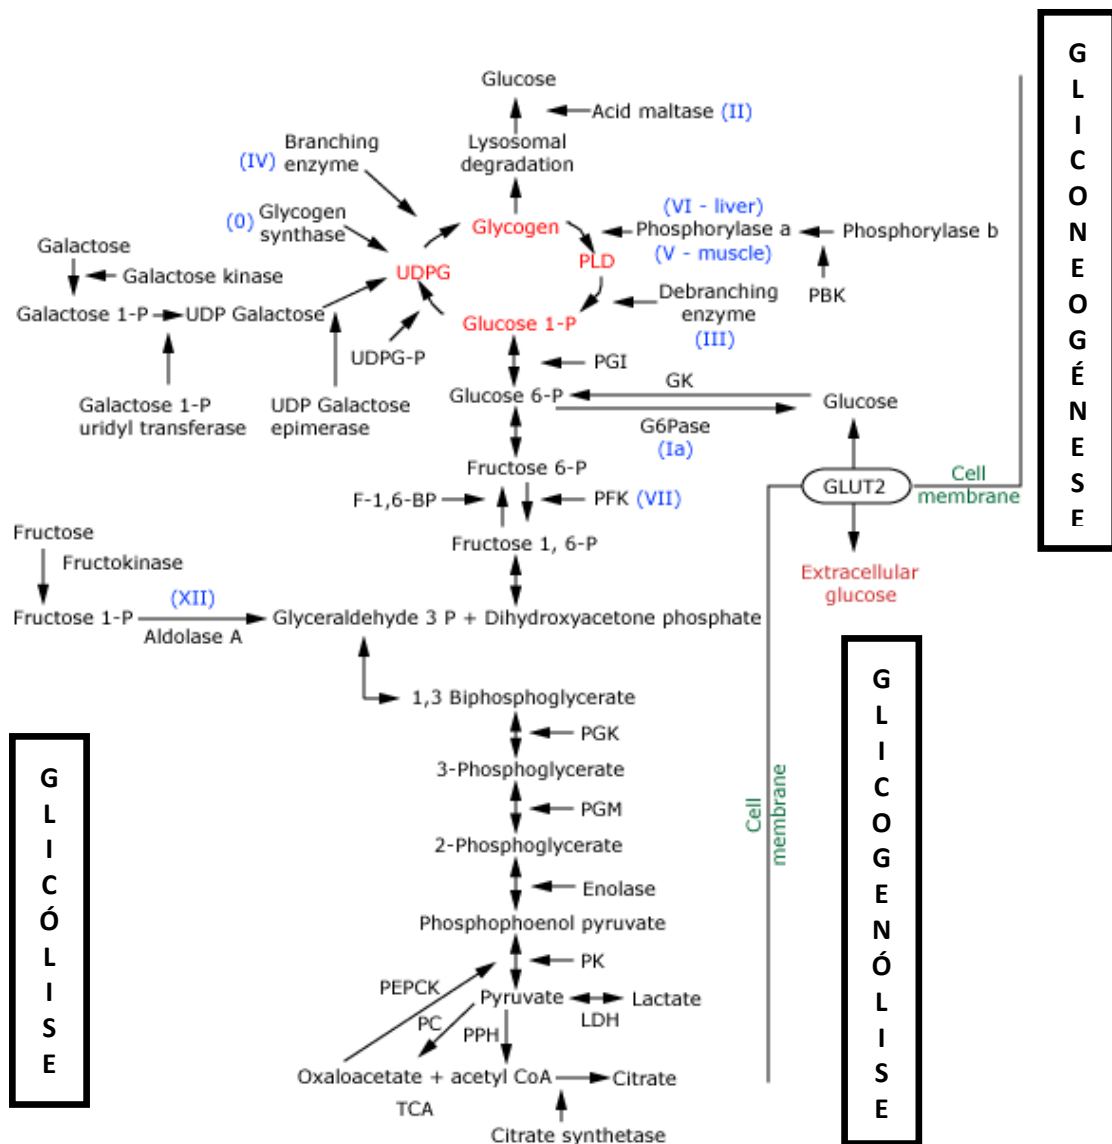 Glucose
Acid maltase (II)
Lysosomal
degradation
Branching
enzyme
(IV)
Glycogen
synthase
(0)
Glycogen
(VI - liver)
Phosphorylase a
(V - muscle)
Phosphorylase b
PBK
PLD
UDPG
Debranching
enzyme
(III)
Galactose
Galactose kinase
Galactose 1-P
UDP Galactose
Glucose 1-P
UDPG-P
PGI
Galactose 1-P
uridyl transferase
UDP Galactose
epimerase
Glucose 6-P
GK
G6Pase
(Ia)
Glucose
Fructose 6-P
F-1,6-BP
PFK (VII)
GLUT2
Cell
membrane
Fructose 1, 6-P
Extracellular
glucose
Fructose
Fructokinase
Fructose 1-P
(XII)
Aldolase A
Glyceraldehyde 3 P + Dihydroxyacetone phosphate
1,3 Biphosphoglycerate
PGK
3-Phosphoglycerate
PGM
2-Phosphoglycerate
Enolase
Phosphophoenol pyruvate
PK
PEPCK
Pyruvate
Lactate
LDH
PC
PPH
Oxaloacetate + acetyl CoA
Citrate
TCA
Citrate synthetase
Cell
membrane
GLICONEOGÉNESE
GLICÓLISE
GLICOGENÓLISE